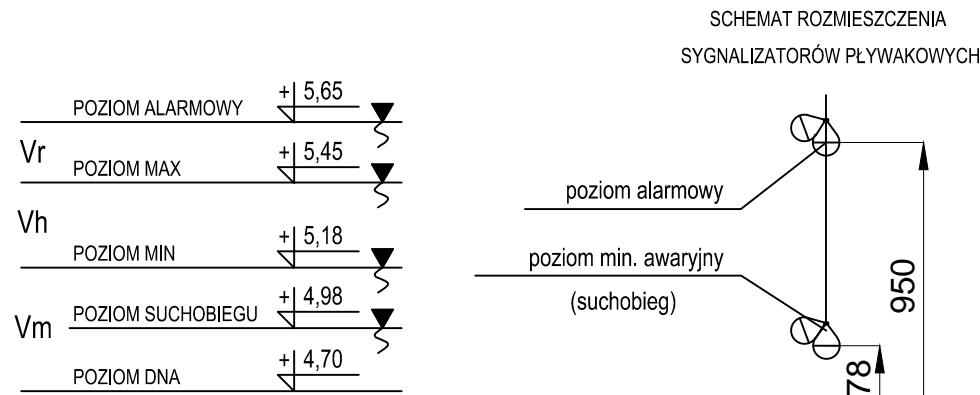 SCHEMAT ROZMIESZCZENIA
SYGNALIZATORÓW PŁYWAKOWYCH
POZIOM ALARMOWY + 5,65
Vr
POZIOM MAX + 5,45
Vh
POZIOM MIN + 5,18
POZIOM SUCHOBIEGU + 4,98
Vm
POZIOM DNA + 4,70
poziom alarmowy
poziom min. awaryjny
(suchobieg)
950
78